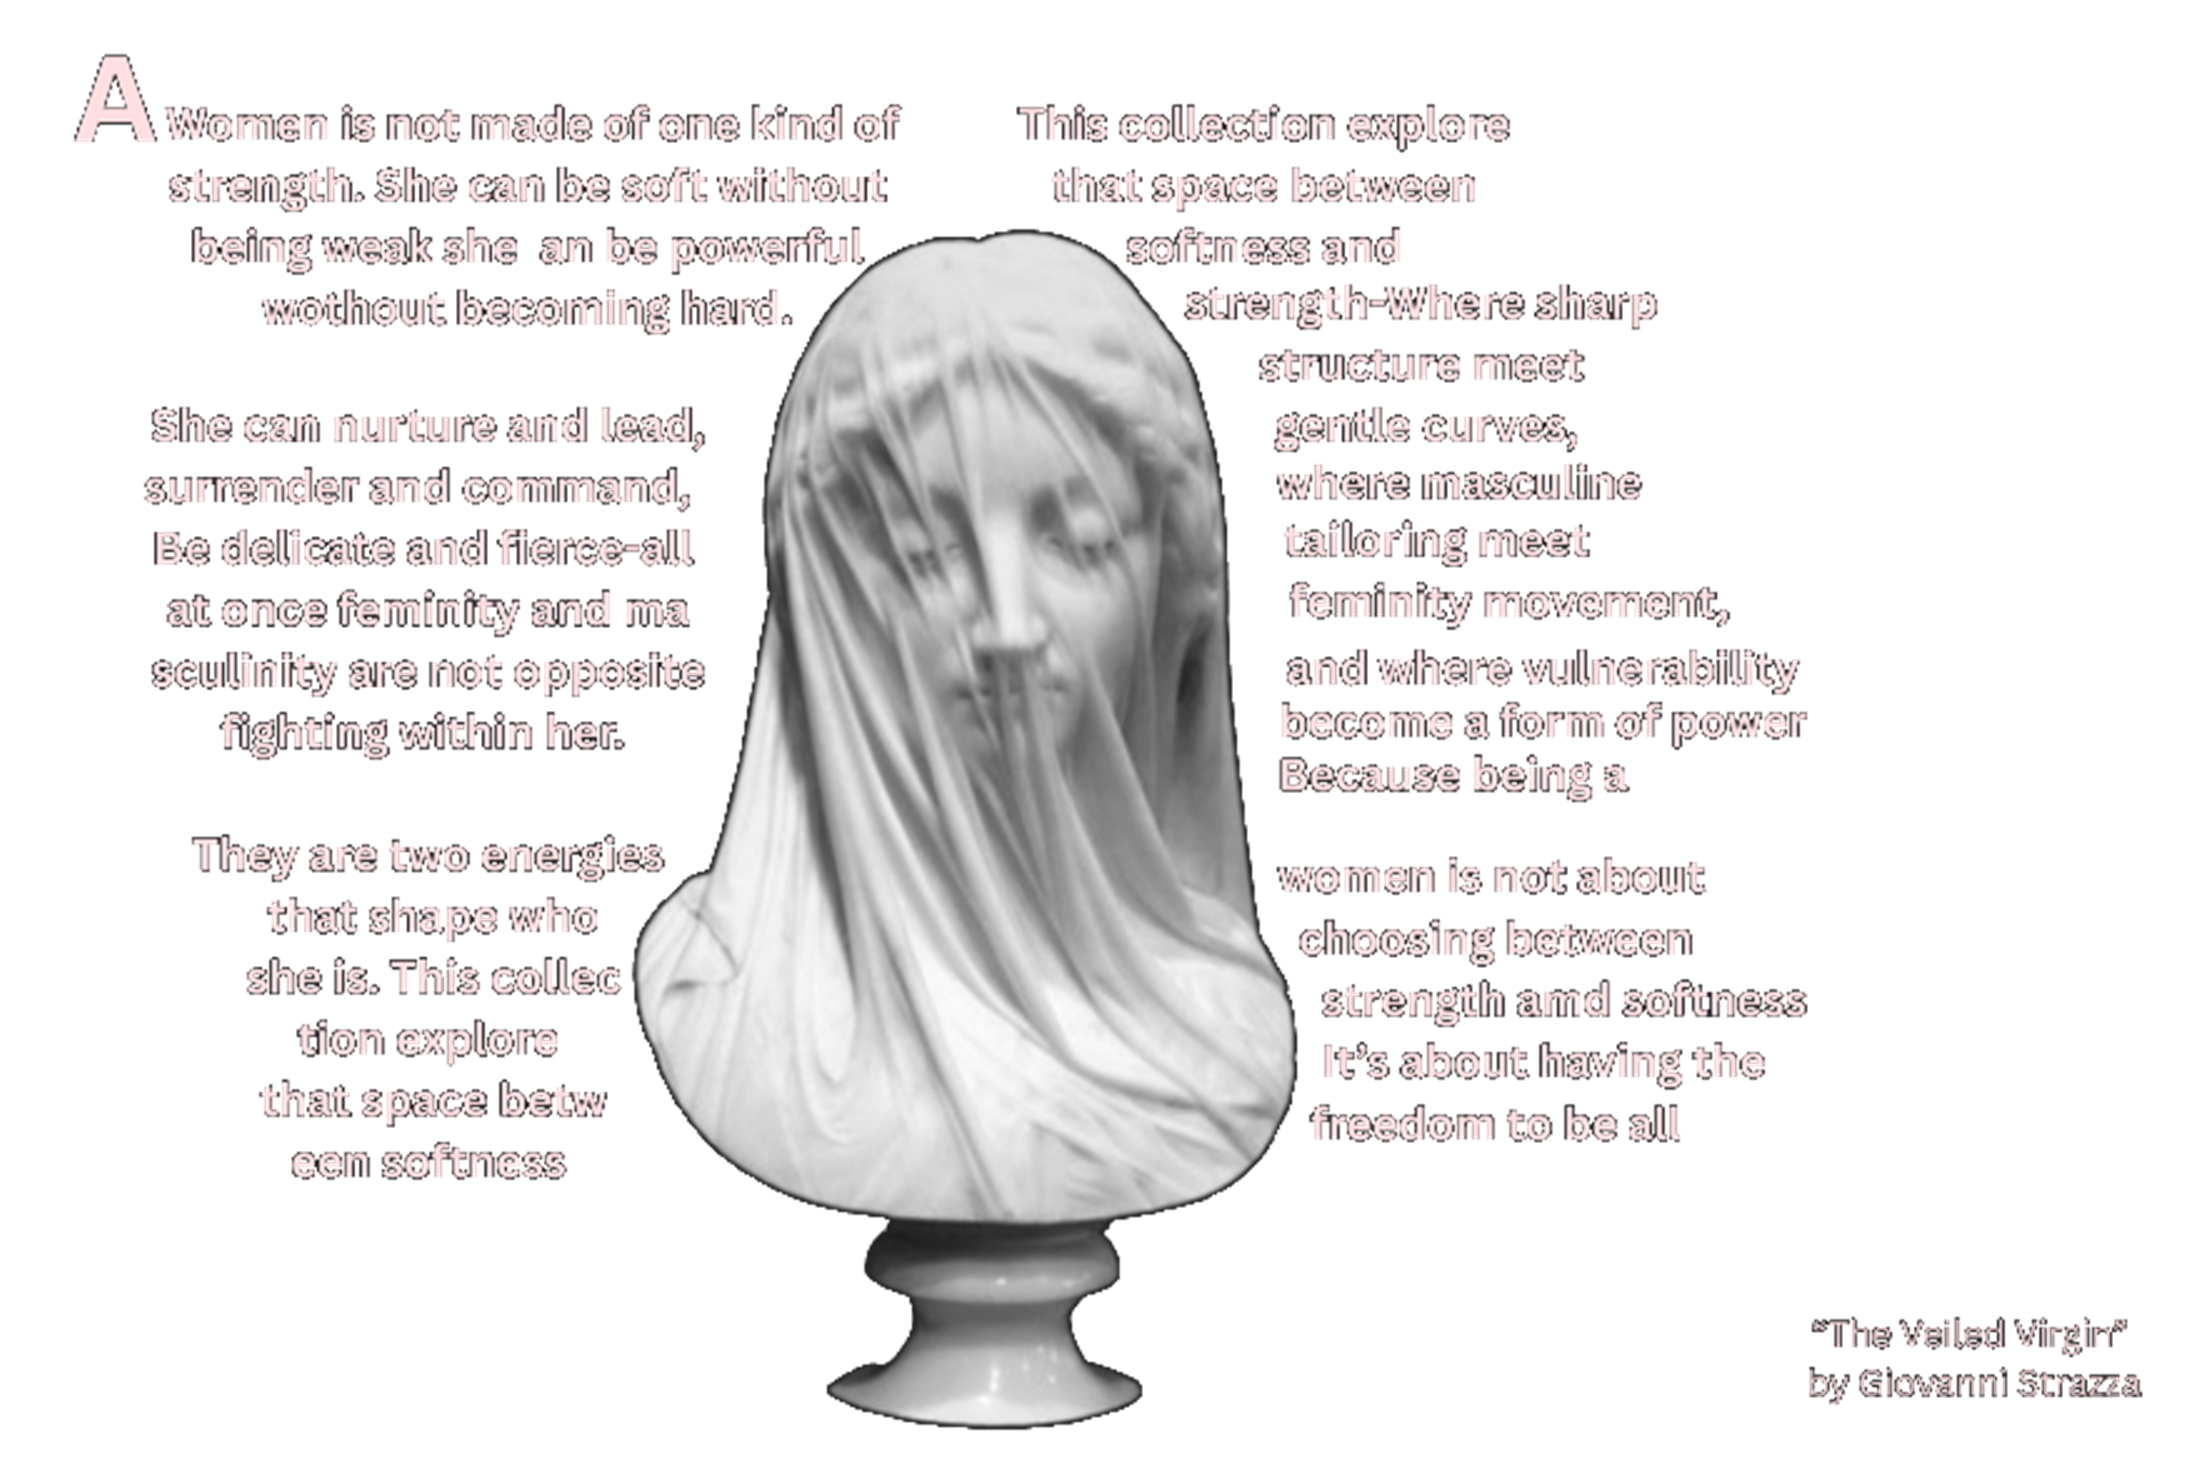 A Women is not made of one kind of
strength. She can be soft without
being weak she an be powerful
wothout becoming hard.
She can nurture and lead,
surrender and command,
Be delicate and fierce-all
at once feminity and ma
sculinity are not opposite
fighting within her.
They are two energies
that shape who
she is. This collec
tion explore
that space betw
een softness
This collection explore
that space between
softness and
strength-Where sharp
structure meet
gentle curves,
where masculine
tailoring meet
feminity movement,
and where vulnerability
become a form of power
Because being a
women is not about
choosing between
strength amd softness
It's about having the
freedom to be all
"The Veiled Virgin"
by Giovanni Strazza